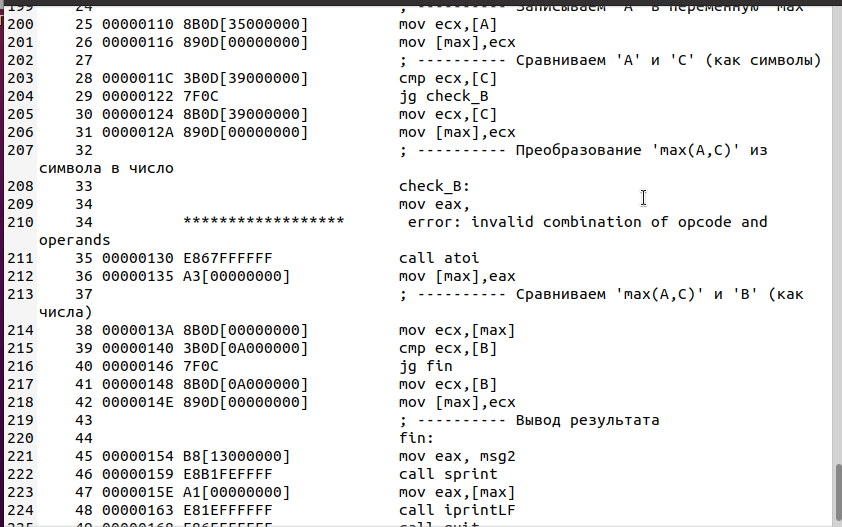 199 24 ; ---------- Записываем 'A' в переменную 'max'
200 25 00000110 8B0D[35000000] mov ecx,[A]
201 26 00000116 890D[00000000] mov [max],ecx
202 27 ; ---------- Сравниваем 'A' и 'C' (как символы)
203 28 0000011C 3B0D[39000000] cmp ecx,[C]
204 29 00000122 7F0C jg check_B
205 30 00000124 8B0D[39000000] mov ecx,[C]
206 31 0000012A 890D[00000000] mov [max],ecx
207 32 ; ---------- Преобразование 'max(A,C)' из
символа в число
208 33 check_B:
209 34 mov eax,
210 34 ****************** error: invalid combination of opcode and
operands
211 35 00000130 E867FFFFFF call atoi
212 36 00000135 A3[00000000] mov [max],eax
213 37 ; ---------- Сравниваем 'max(A,C)' и 'B' (как
числа)
214 38 0000013A 8B0D[00000000] mov ecx,[max]
215 39 00000140 3B0D[0A000000] cmp ecx,[B]
216 40 00000146 7F0C jg fin
217 41 00000148 8B0D[0A000000] mov ecx,[B]
218 42 0000014E 890D[00000000] mov [max],ecx
219 43 ; ---------- Вывод результата
220 44 fin:
221 45 00000154 B8[13000000] mov eax, msg2
222 46 00000159 E8B1FEFFFF call sprint
223 47 0000015E A1[00000000] mov eax,[max]
224 48 00000163 E81EFFFFFF call iprintLF
225 49 00000168 call quit